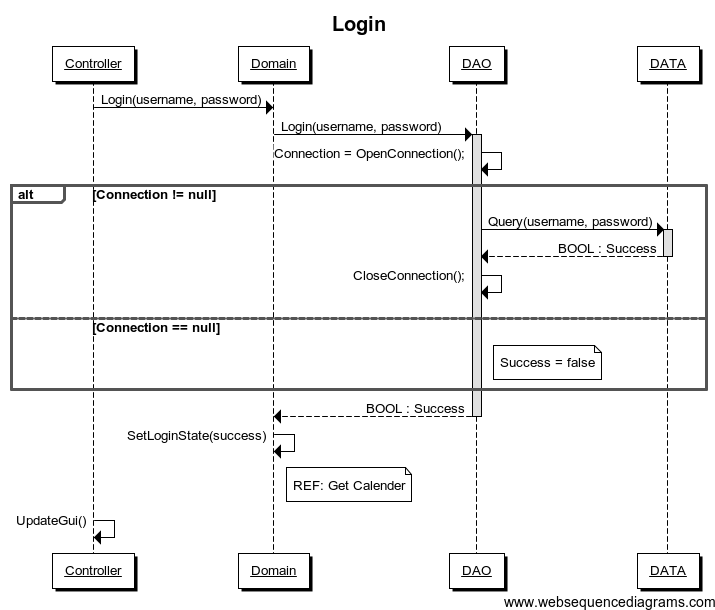 Login
Controller
Domain
DAO
DATA
Login(username, password)
Login(username, password)
Connection = OpenConnection();
alt
[Connection != null]
Query(username, password)
BOOL : Success
CloseConnection();
[Connection == null]
Success = false
BOOL : Success
SetLoginState(success)
REF: Get Calender
UpdateGui()
Controller
Domain
DAO
DATA
www.websequencediagrams.com